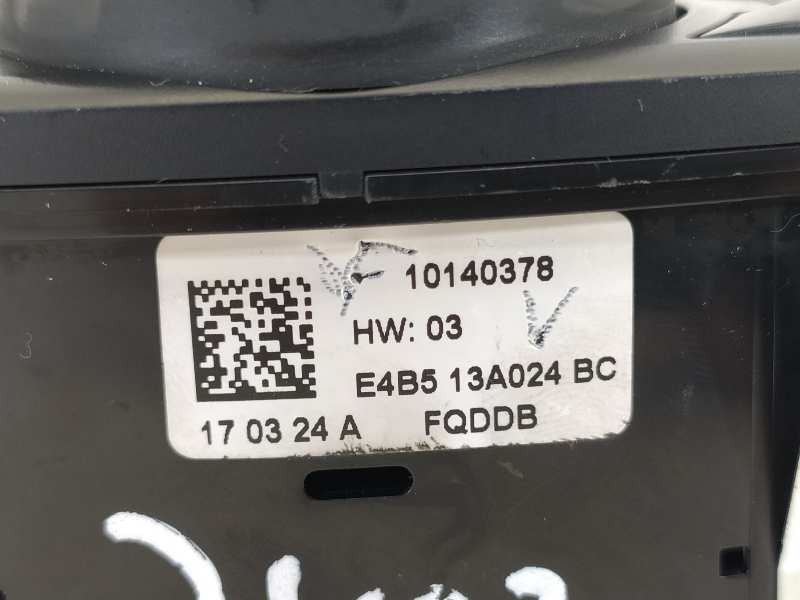 10140378
HW: 03
E4B5 13A024 BC
17 03 24 A FQDDB